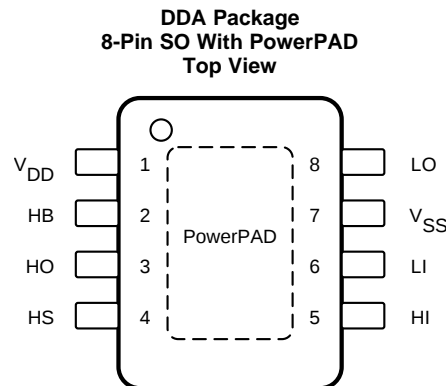 DDA Package
8-Pin SO With PowerPAD
Top View
VDD 1 8 LO
HB 2 7 VSS
PowerPAD
HO 3 6 LI
HS 4 5 HI